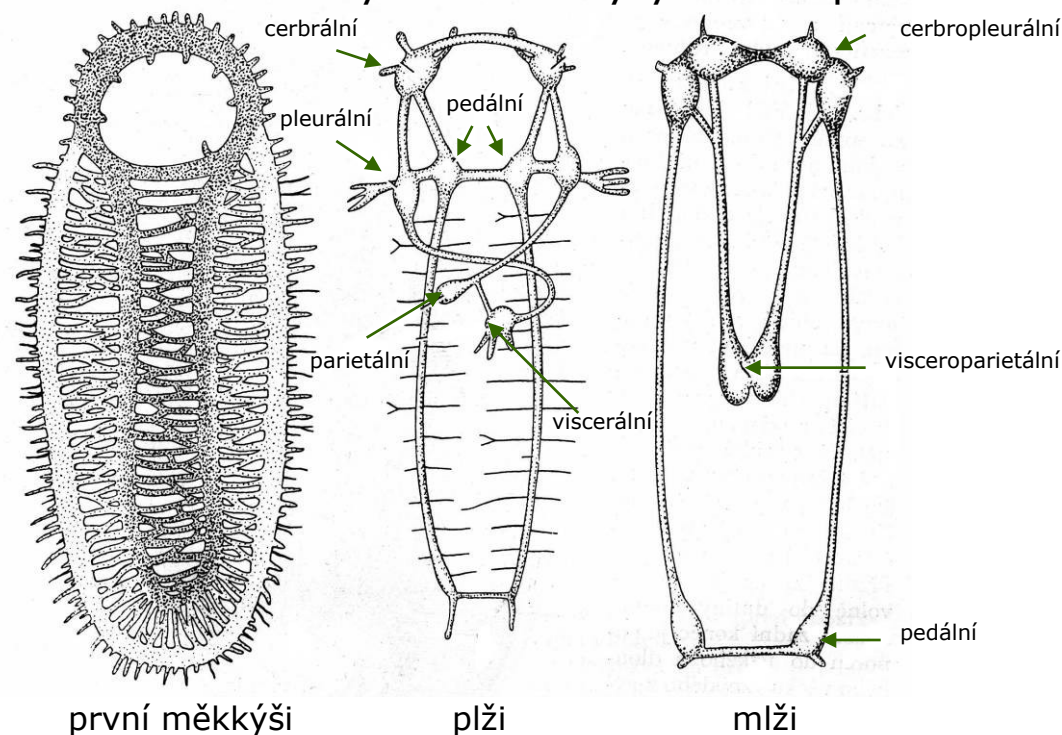 cerbrální
cerbropleurální
pedální
pleurální
parietální
visceroparietální
viscerální
pedální
první měkkýši
plži
mlži